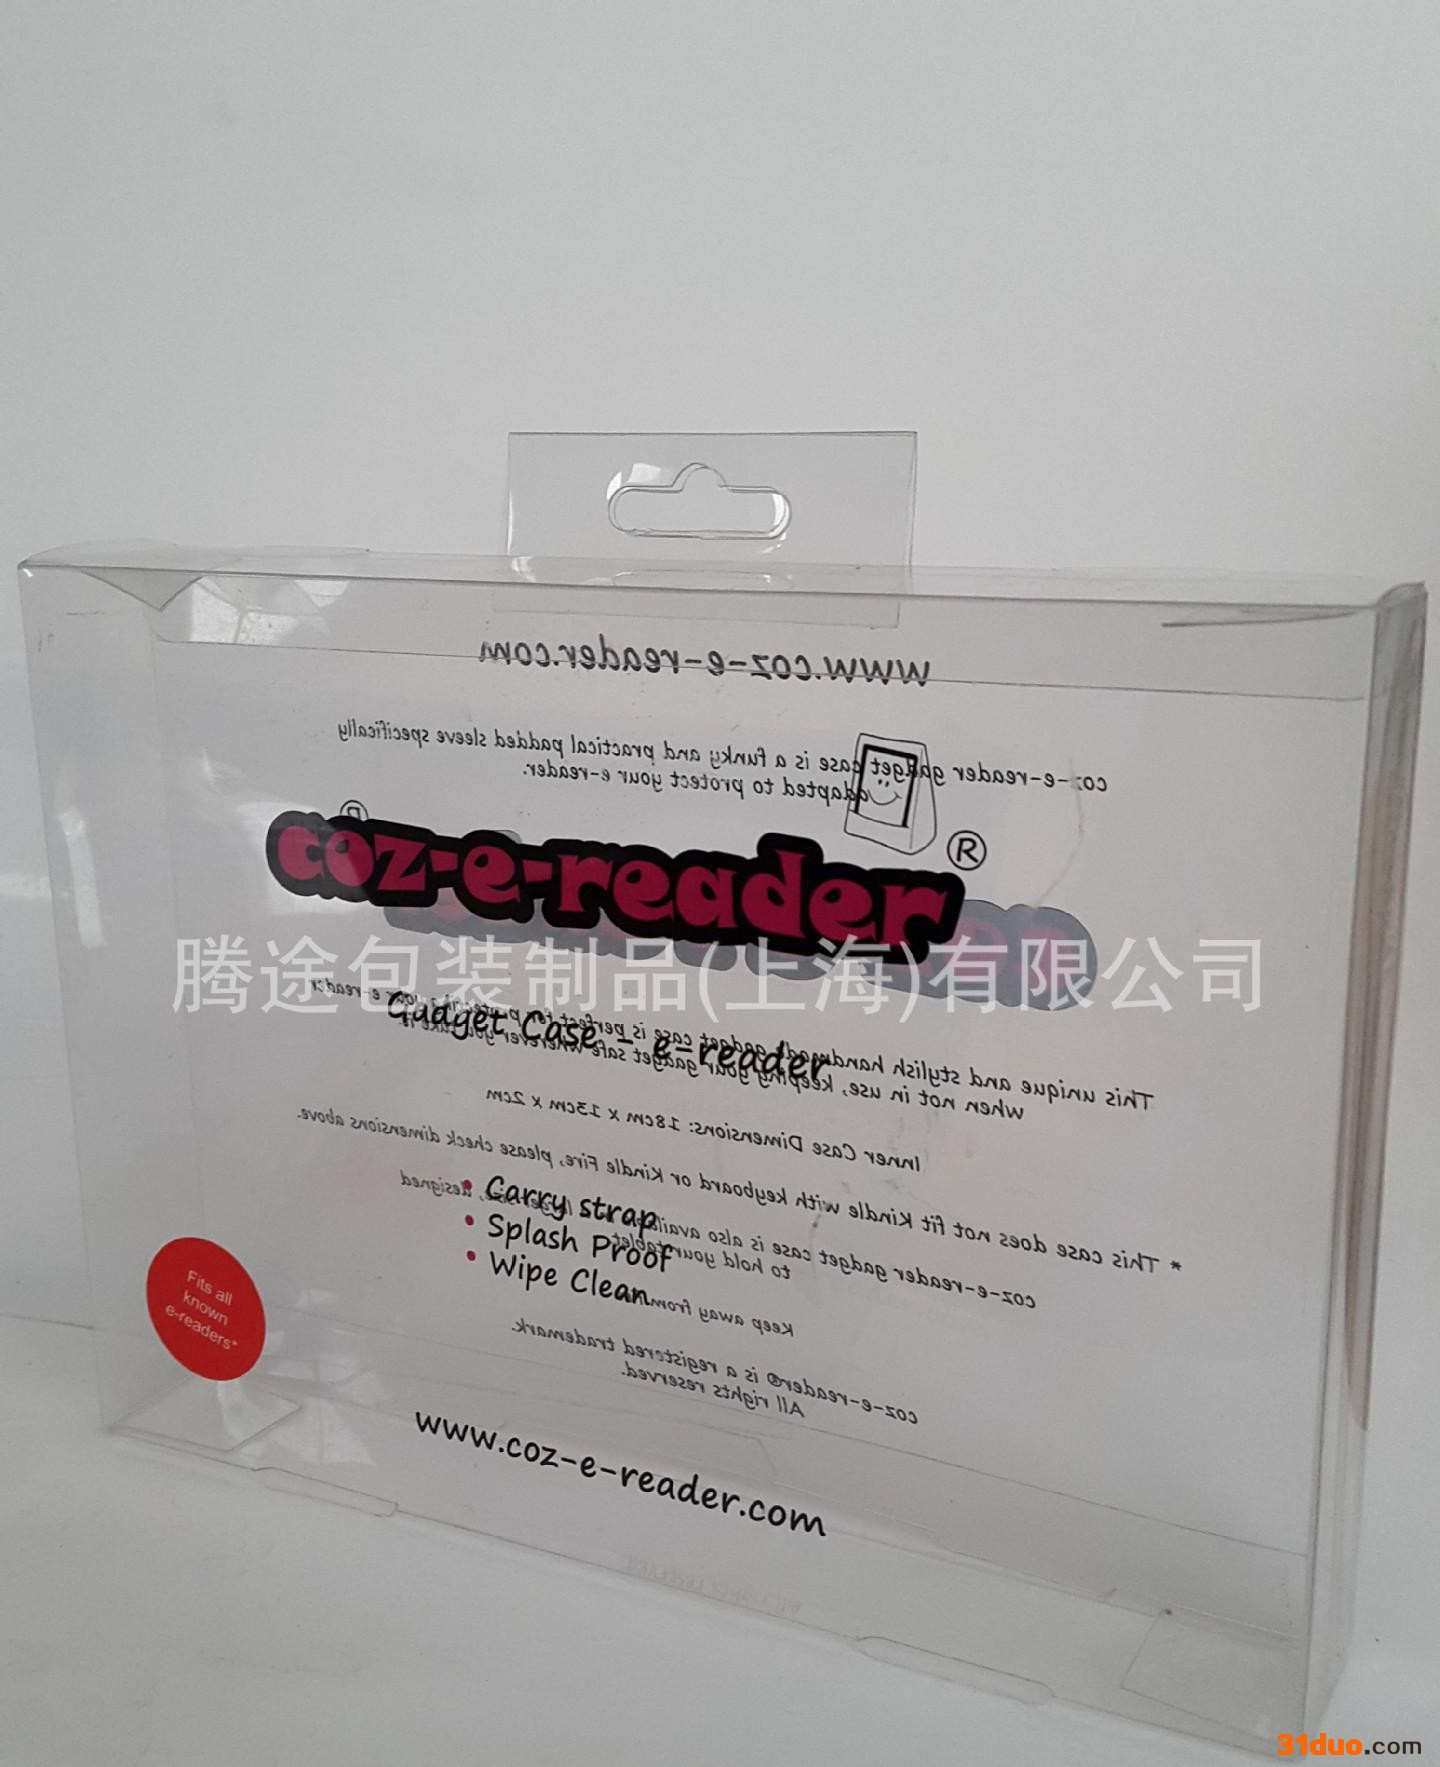 www.coz-e-reader.com
coz-e-reader gadget case is a funky and practical padded sleeve specifically
adapted to protect your e-reader.
®
®
coz-e-reader
腾途包装制品(上海)有限公司
Gadget Case - e-reader
This unique and stylish handmade gadget case is perfect for protecting your e-reader
when not in use, keeping your gadget safe wherever you take it.
Inner Case Dimensions: 18cm x 13cm x 2cm
* This case does not fit Kindle with keyboard or Kindle Fire, please check dimensions above.
coz-e-reader gadget case is also available designed
to hold your tablet.
• Carry strap
• Splash Proof
• Wipe Clean
Keep away from
Fits all
known
e-readers*
coz-e-reader® is a registered trademark.
All rights reserved.
www.coz-e-reader.com
31duo.com